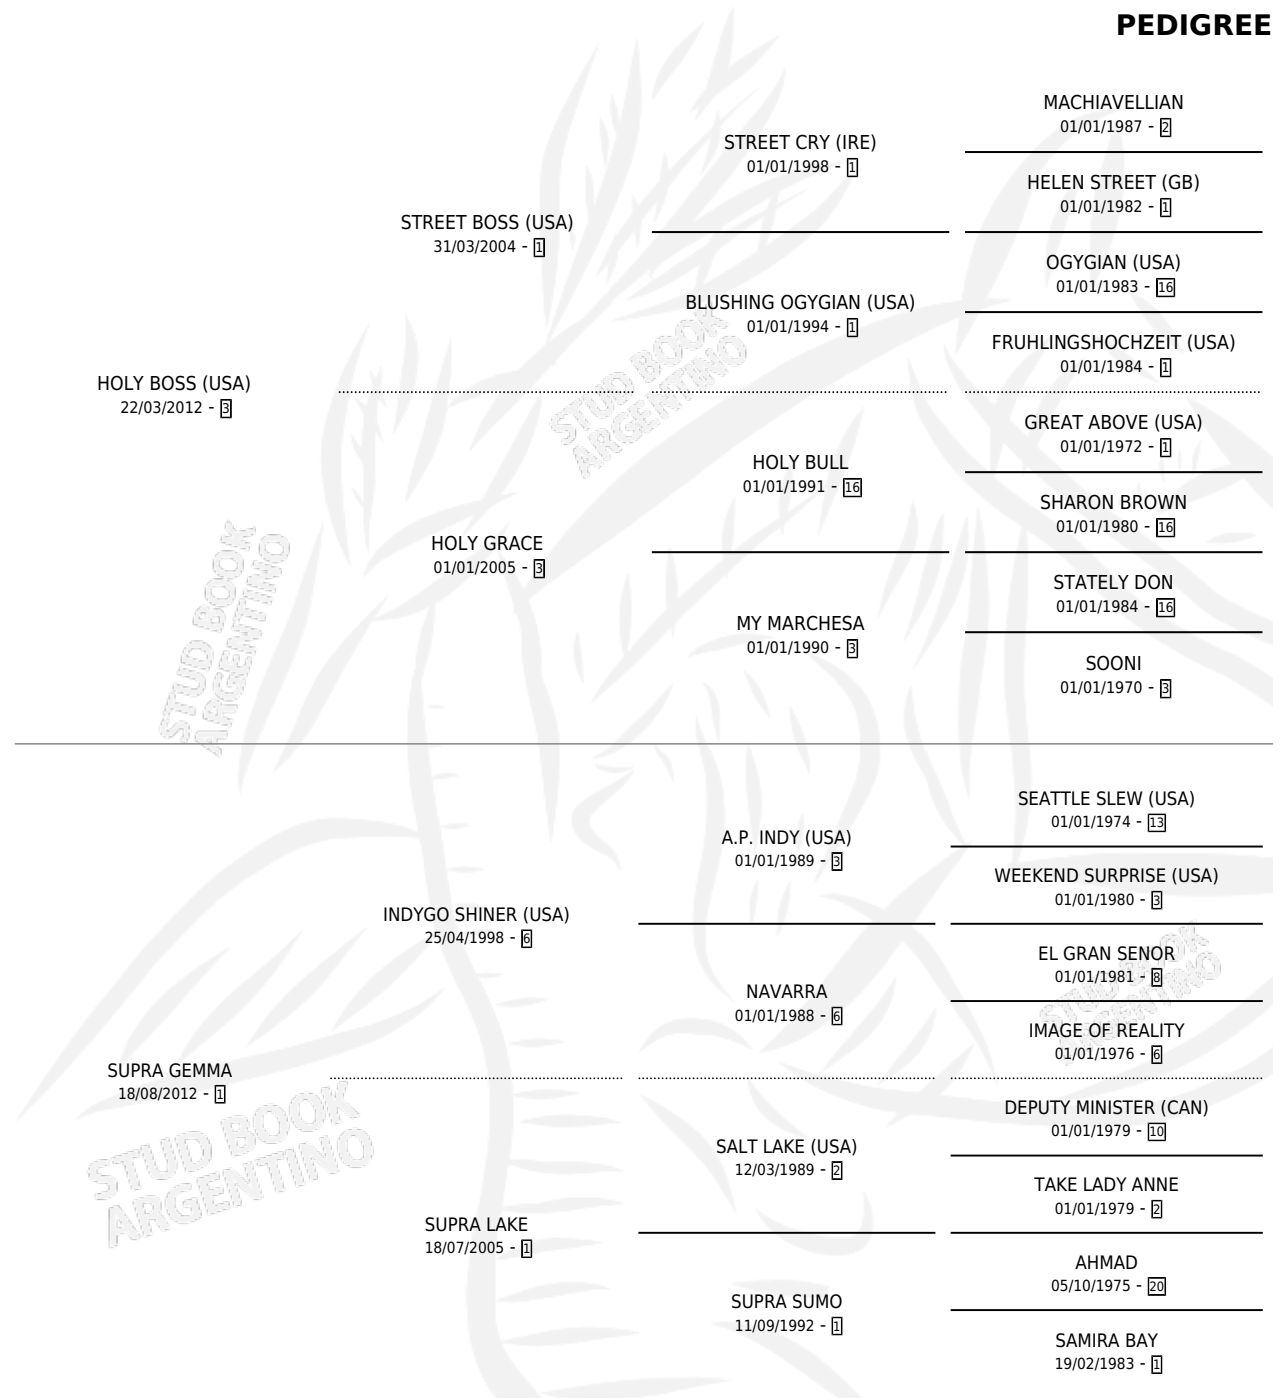 PEDIGREE
MACHIAVELLIAN
01/01/1987 - 2
STREET CRY (IRE)
01/01/1998 - 1
HELEN STREET (GB)
01/01/1982 - 1
STREET BOSS (USA)
31/03/2004 - 1
OGYGIAN (USA)
01/01/1983 - 16
BLUSHING OGYGIAN (USA)
01/01/1994 - 1
FRUHLINGSHOCHZEIT (USA)
01/01/1984 - 1
HOLY BOSS (USA)
22/03/2012 - 3
GREAT ABOVE (USA)
01/01/1972 - 1
HOLY BULL
01/01/1991 - 16
SHARON BROWN
01/01/1980 - 16
HOLY GRACE
01/01/2005 - 3
STATELY DON
01/01/1984 - 16
MY MARCHESA
01/01/1990 - 3
SOONI
01/01/1970 - 3
SEATTLE SLEW (USA)
01/01/1974 - 13
A.P. INDY (USA)
01/01/1989 - 3
WEEKEND SURPRISE (USA)
01/01/1980 - 3
INDYGO SHINER (USA)
25/04/1998 - 6
EL GRAN SENOR
01/01/1981 - 8
NAVARRA
01/01/1988 - 6
IMAGE OF REALITY
01/01/1976 - 6
SUPRA GEMMA
18/08/2012 - 1
DEPUTY MINISTER (CAN)
01/01/1979 - 10
SALT LAKE (USA)
12/03/1989 - 2
TAKE LADY ANNE
01/01/1979 - 2
SUPRA LAKE
18/07/2005 - 1
AHMAD
05/10/1975 - 20
SUPRA SUMO
11/09/1992 - 1
SAMIRA BAY
19/02/1983 - 1
STUD BOOK
ARGENTINO
STUD BOOK
ARGENTINO
STUD BOOK
ARGENTINO
STUD BOOK
ARGENTINO